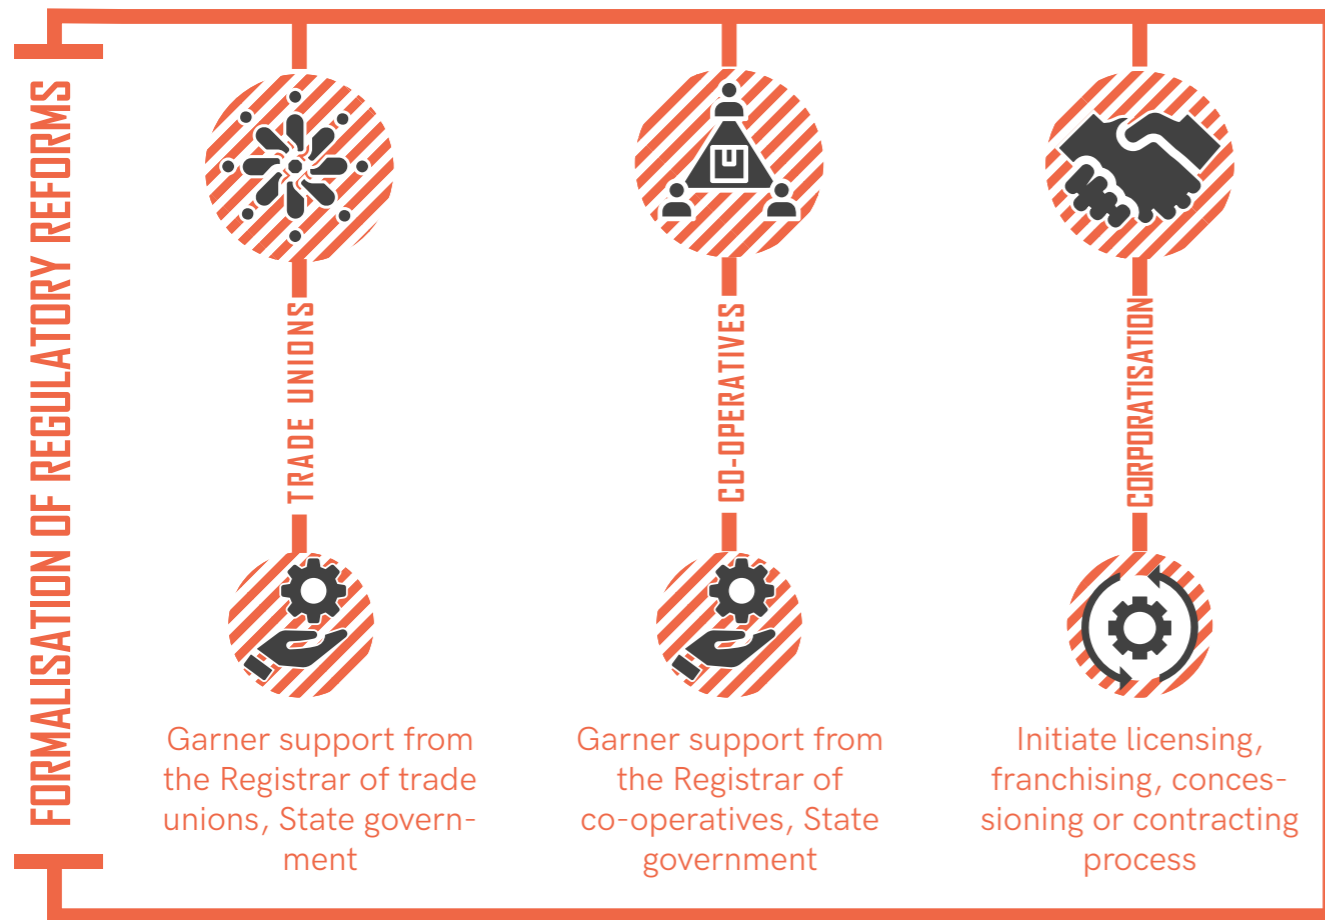 FORMALISATION OF REGULATORY REFORMS
TRADE UNIONS
Garner support from
the Registrar of trade
unions, State govern-
ment
CO-OPERATIVES
Garner support from
the Registrar of
co-operatives, State
government
CORPORATISATION
Initiate licensing,
franchising, conces-
sioning or contracting
process